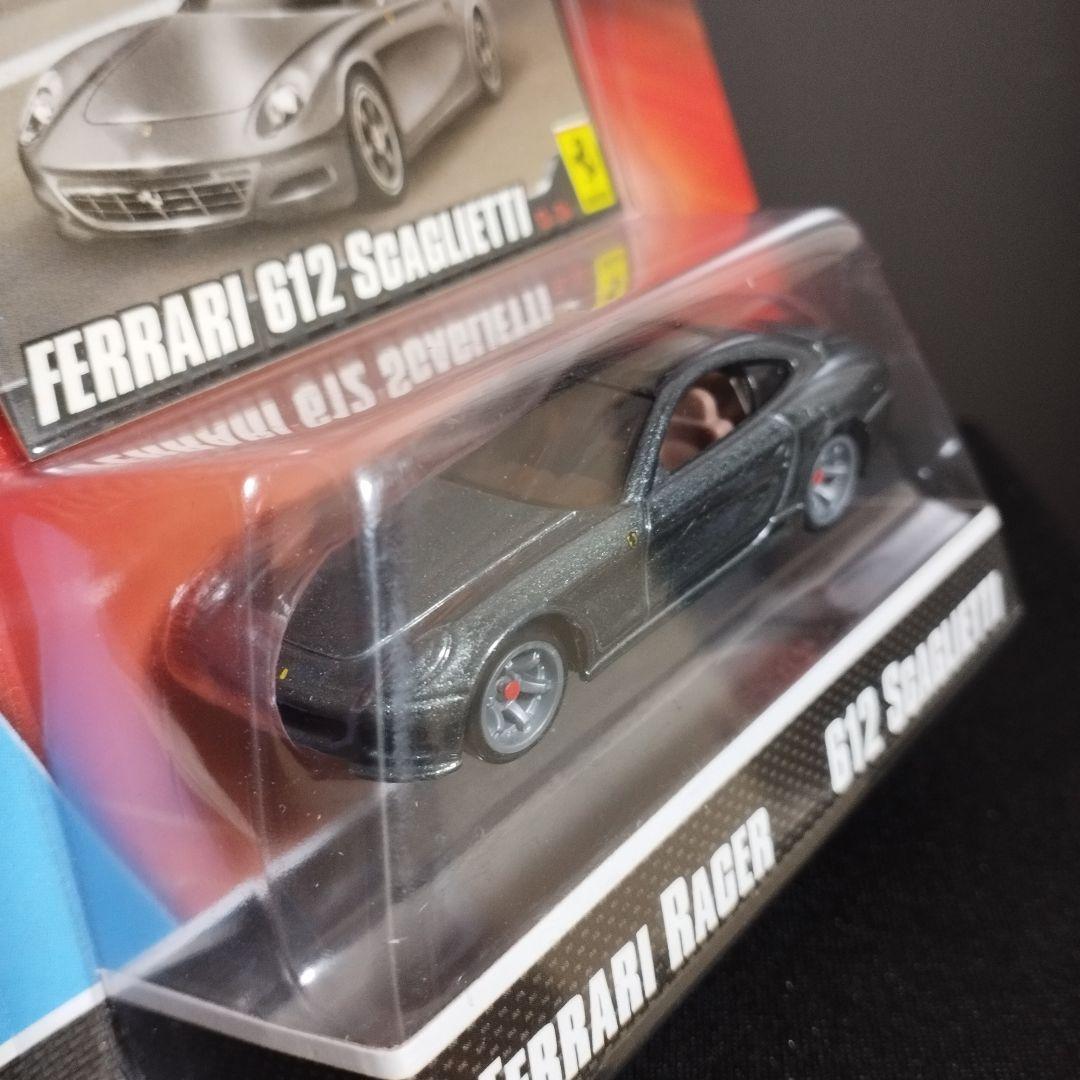 FERRARI 612 SCAGLIETTI
612 SCAGLIETTI
FERRARI RACER